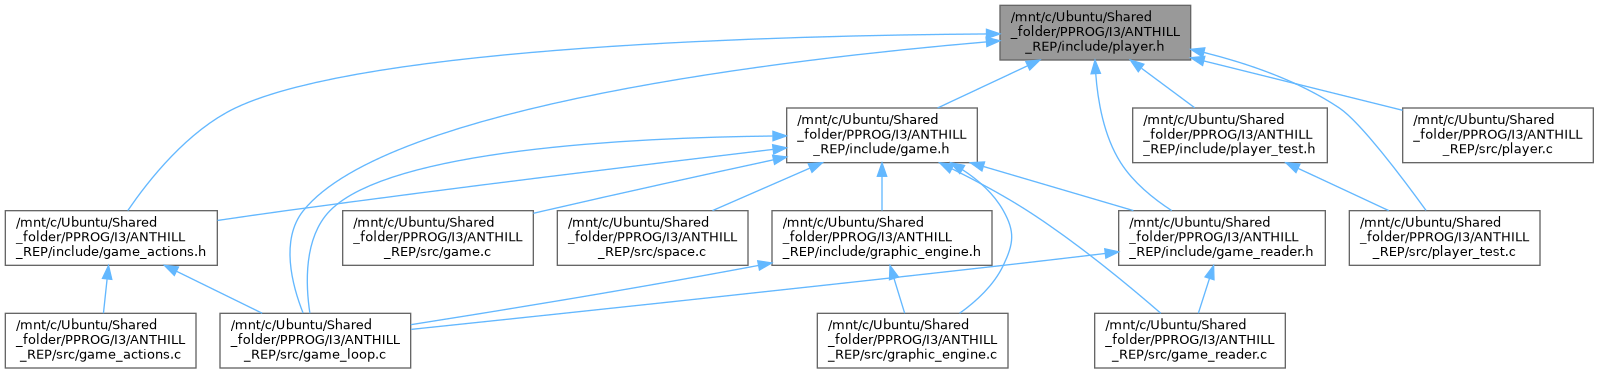 /mnt/c/Ubuntu/Shared
_folder/PPROG/I3/ANTHILL
_REP/include/player.h
/mnt/c/Ubuntu/Shared
_folder/PPROG/I3/ANTHILL
_REP/include/game.h
/mnt/c/Ubuntu/Shared
_folder/PPROG/I3/ANTHILL
_REP/include/player_test.h
/mnt/c/Ubuntu/Shared
_folder/PPROG/I3/ANTHILL
_REP/src/player.c
/mnt/c/Ubuntu/Shared
_folder/PPROG/I3/ANTHILL
_REP/include/game_actions.h
/mnt/c/Ubuntu/Shared
_folder/PPROG/I3/ANTHILL
_REP/src/game.c
/mnt/c/Ubuntu/Shared
_folder/PPROG/I3/ANTHILL
_REP/src/space.c
/mnt/c/Ubuntu/Shared
_folder/PPROG/I3/ANTHILL
_REP/include/graphic_engine.h
/mnt/c/Ubuntu/Shared
_folder/PPROG/I3/ANTHILL
_REP/include/game_reader.h
/mnt/c/Ubuntu/Shared
_folder/PPROG/I3/ANTHILL
_REP/src/player_test.c
/mnt/c/Ubuntu/Shared
_folder/PPROG/I3/ANTHILL
_REP/src/game_actions.c
/mnt/c/Ubuntu/Shared
_folder/PPROG/I3/ANTHILL
_REP/src/game_loop.c
/mnt/c/Ubuntu/Shared
_folder/PPROG/I3/ANTHILL
_REP/src/graphic_engine.c
/mnt/c/Ubuntu/Shared
_folder/PPROG/I3/ANTHILL
_REP/src/game_reader.c